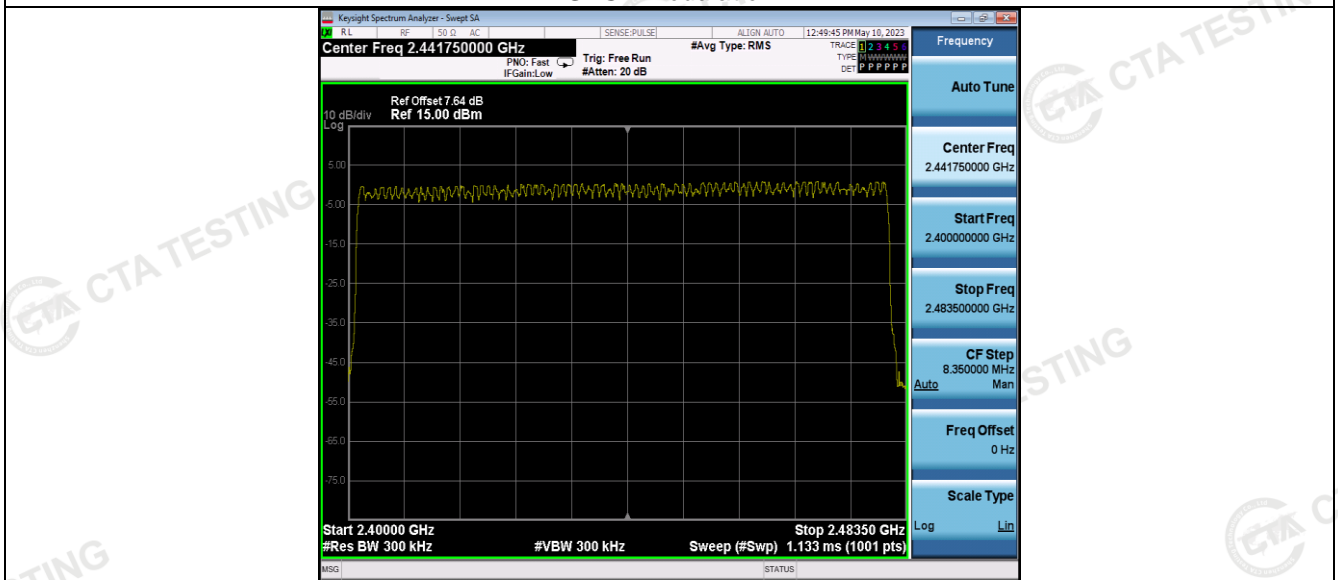 Keysight Spectrum Analyzer - Swept SA
RL RF 50 Ω AC SENSE:PULSE ALIGN AUTO 12:49:45 PM May 10, 2023
Center Freq 2.441750000 GHz #Avg Type: RMS TRACE 1 2 3 4 5 6
PNO: Fast Trig: Free Run TYPE M WWWWW
IFGain:Low #Atten: 20 dB DET P P P P P P
Frequency
Auto Tune
Center Freq
2.441750000 GHz
Start Freq
2.400000000 GHz
Stop Freq
2.483500000 GHz
CF Step
8.350000 MHz
Auto Man
Freq Offset
0 Hz
Scale Type
Log Lin
Ref Offset 7.64 dB
10 dB/div Ref 15.00 dBm
Log
5.00
-5.00
-15.0
-25.0
-35.0
-45.0
-55.0
-65.0
-75.0
Start 2.40000 GHz Stop 2.48350 GHz
#Res BW 300 kHz #VBW 300 kHz Sweep (#Swp) 1.133 ms (1001 pts)
MSG STATUS
CTA TESTING
CTA TESTIN
ESTING
TING
CTA
C